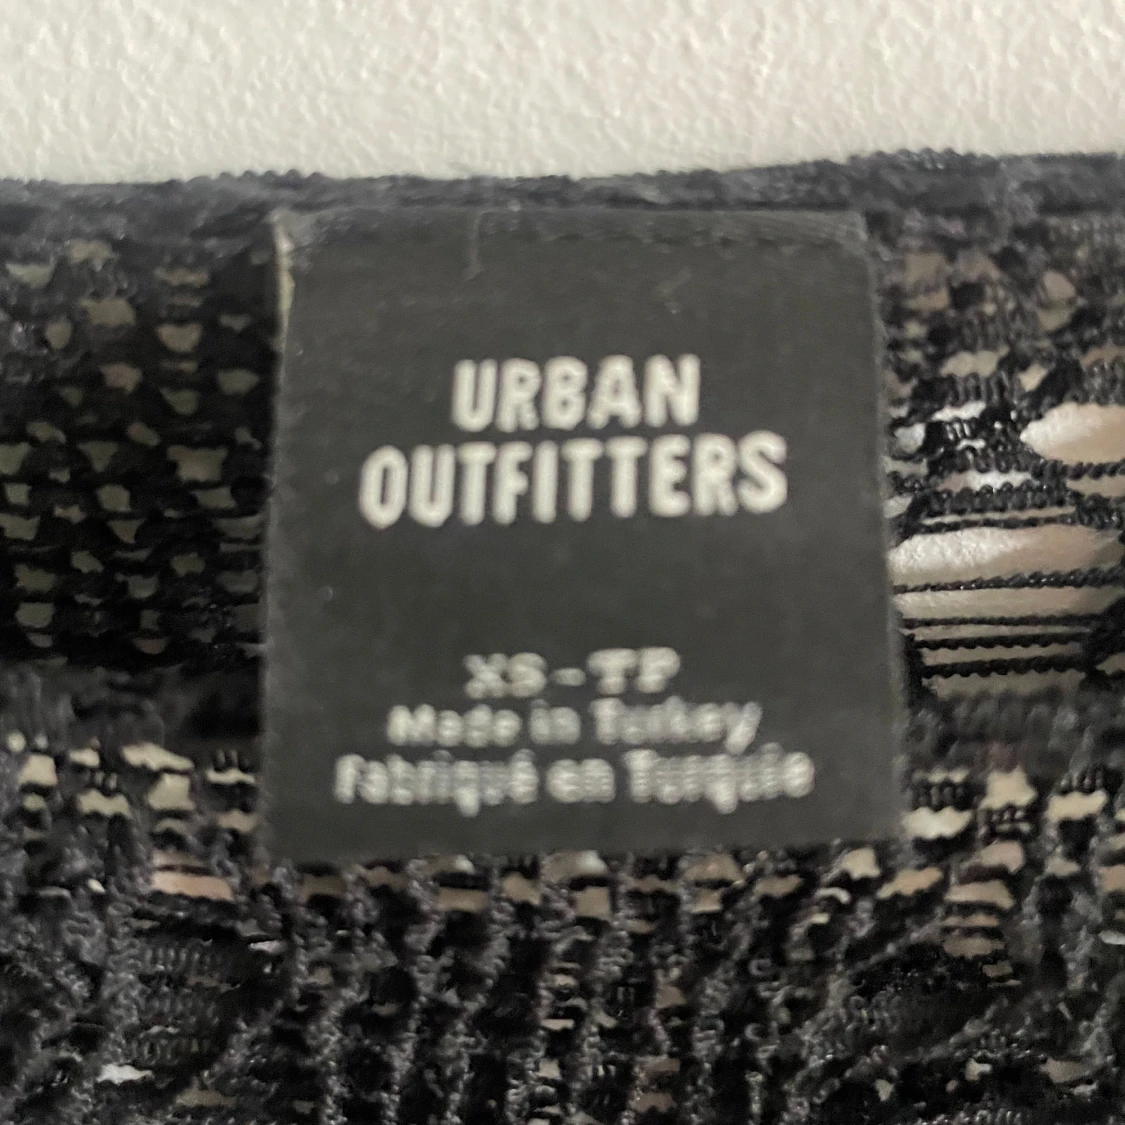 URBAN
OUTFITTERS
XS-TP
Made in Turkey
Fabriqué en Turquie